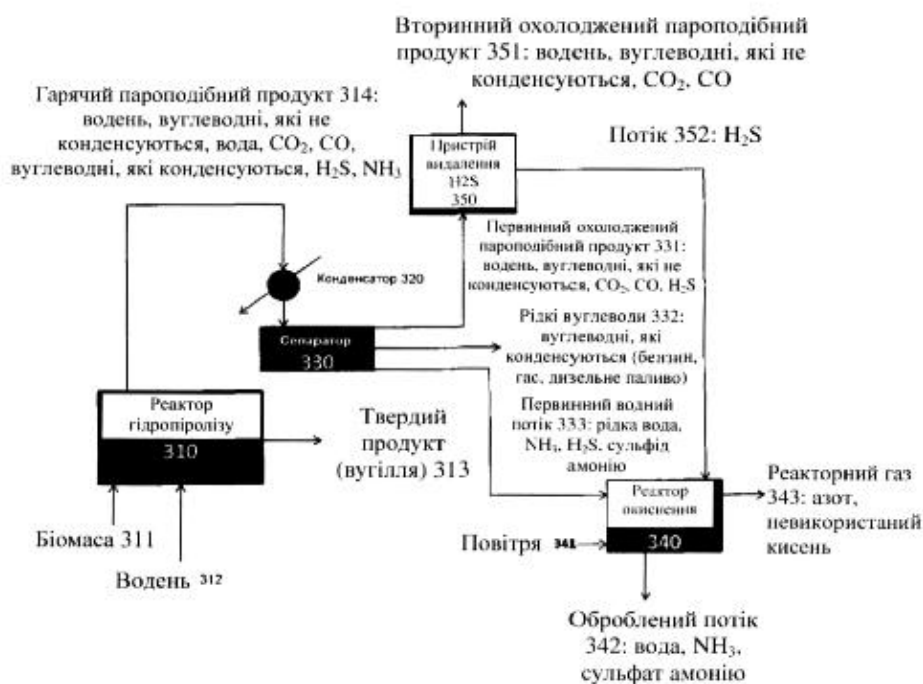 Вторинний охолоджений пароподібний
продукт 351: водень, вуглеводні, які не
конденсуються, CO₂, CO
Гарячий пароподібний продукт 314:
водень, вуглеводні, які не
конденсуються, вода, CO₂, CO,
вуглеводні, які конденсуються, H₂S, NH₃
Потік 352: H₂S
Пристрій
видалення
H2S
350
Первинний охолоджений
пароподібний продукт 331:
водень, вуглеводні, які не
конденсуються, CO₂, CO, H₂S
Конденсатор 320
Сепаратор
330
Рідкі вуглеводи 332:
вуглеводні, які
конденсуються (бензин,
гас, дизельне паливо)
Реактор
гідропіролізу
310
Твердий
продукт
(вугілля) 313
Первинний водний
потік 333: рідка вода,
NH₃, H₂S, сульфід
амонію
Реактор
окиснення
340
Реакторний газ
343: азот,
невикористаний
кисень
Біомаса 311
Водень 312
Повітря 341
Оброблений потік
342: вода, NH₃,
сульфат амонію